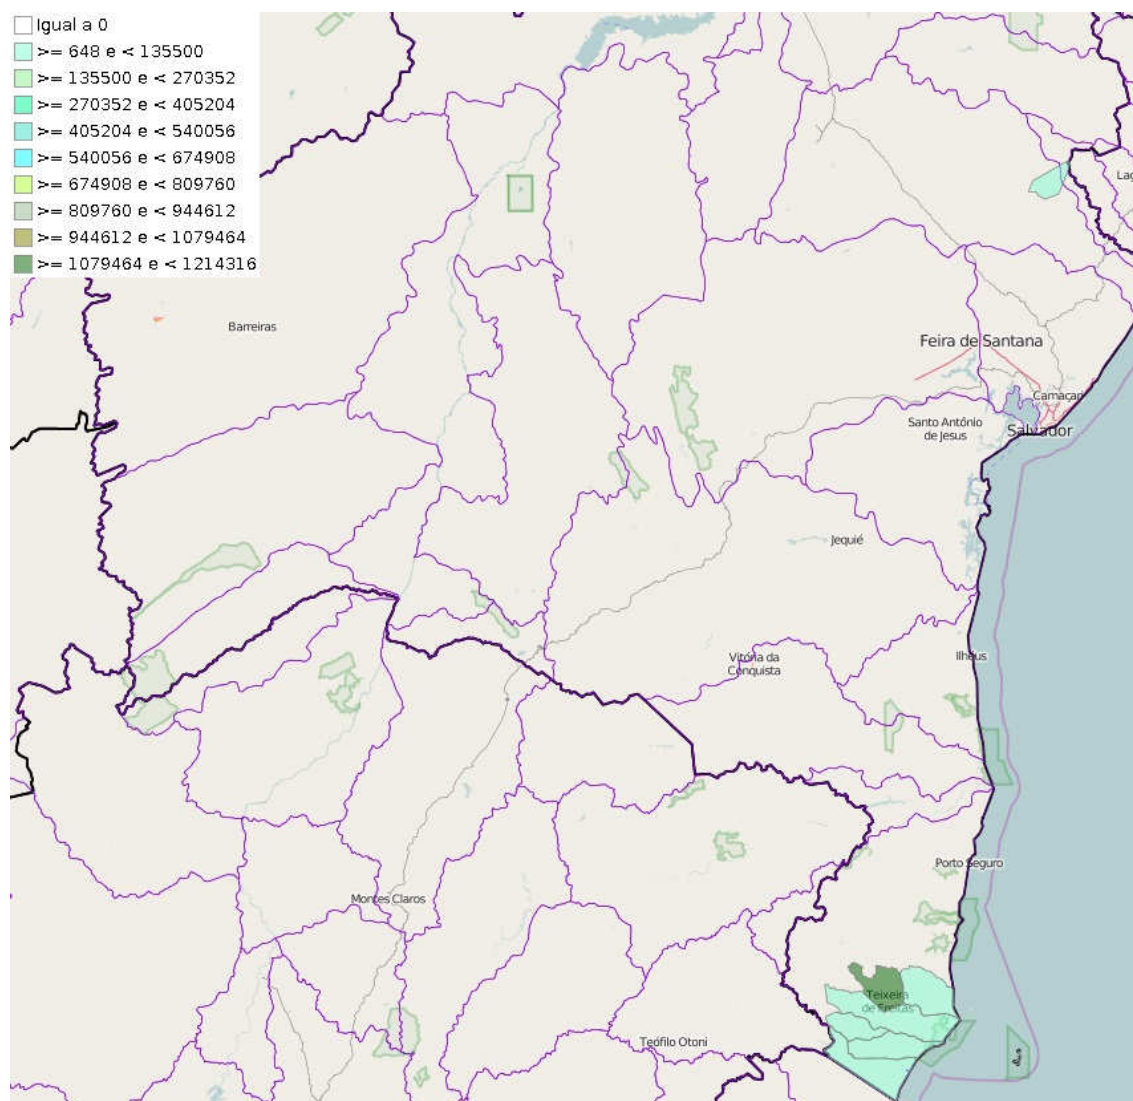 Igual a 0
>= 648 e < 135500
>= 135500 e < 270352
>= 270352 e < 405204
>= 405204 e < 540056
>= 540056 e < 674908
>= 674908 e < 809760
>= 809760 e < 944612
>= 944612 e < 1079464
>= 1079464 e < 1214316
Lag
Barreiras
Feira de Santana
Camaçari
Santo Antônio
de Jesus
Salvador
Jequié
Vitória da
Conquista
Ilhéus
Porto Seguro
Montes Claros
Teixeira
de Freitas
Teófilo Otoni